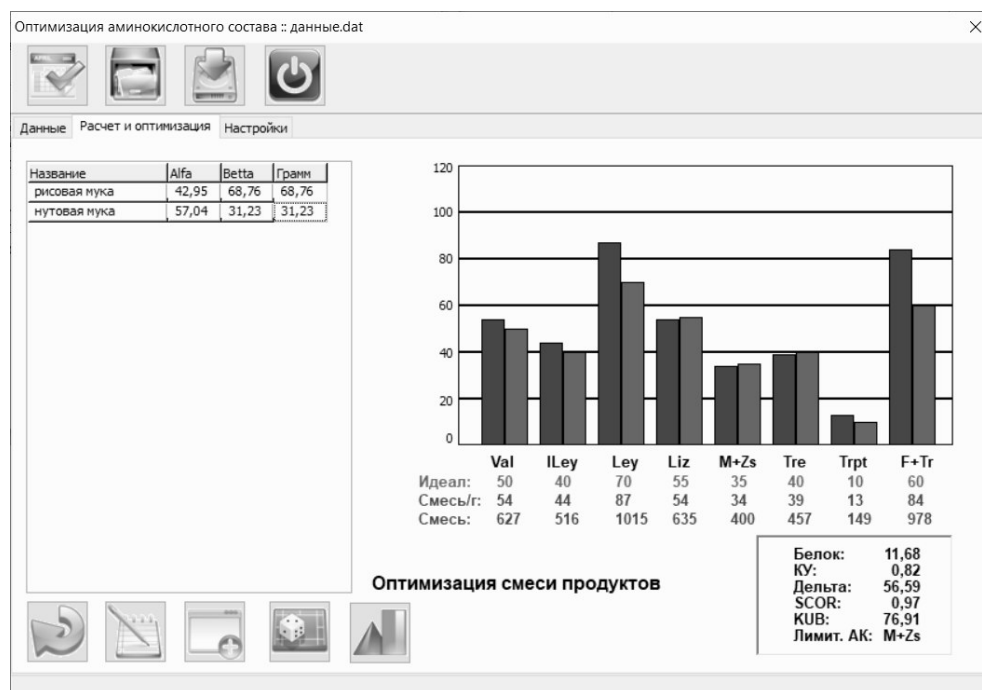 Оптимизация аминокислотного состава :: данные.dat
Данные Расчет и оптимизация Настройки
Название Alfa Betta Грамм
рисовая мука 42,95 68,76 68,76
нутовая мука 57,04 31,23 31,23
120
100
80
60
40
20
0
Val ILey Ley Liz M+Zs Tre Trpt F+Tr
Идеал: 50 40 70 55 35 40 10 60
Смесь/г: 54 44 87 54 34 39 13 84
Смесь: 627 516 1015 635 400 457 149 978
Оптимизация смеси продуктов
Белок: 11,68
КУ: 0,82
Дельта: 56,59
SCOR: 0,97
KUB: 76,91
Лимит. АК: M+Zs